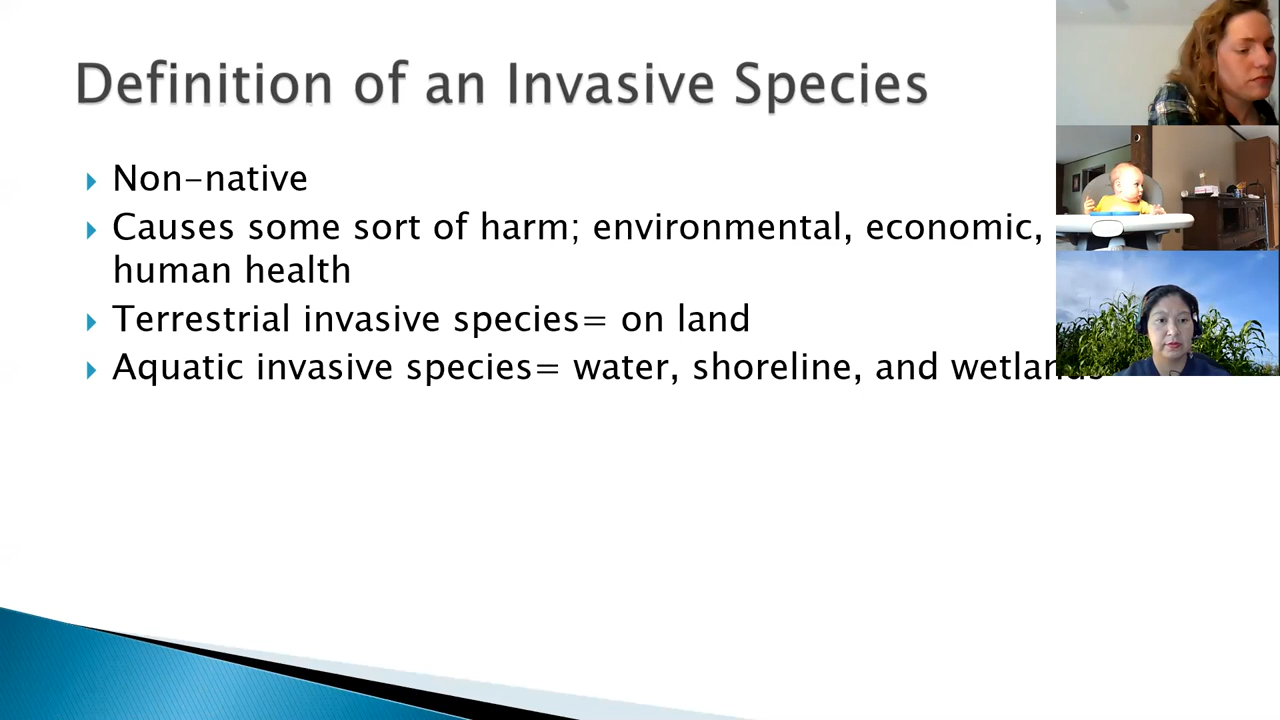 Definition of an Invasive Species
Non-native
Causes some sort of harm; environmental, economic,
human health
Terrestrial invasive species= on land
Aquatic invasive species= water, shoreline, and wetlands